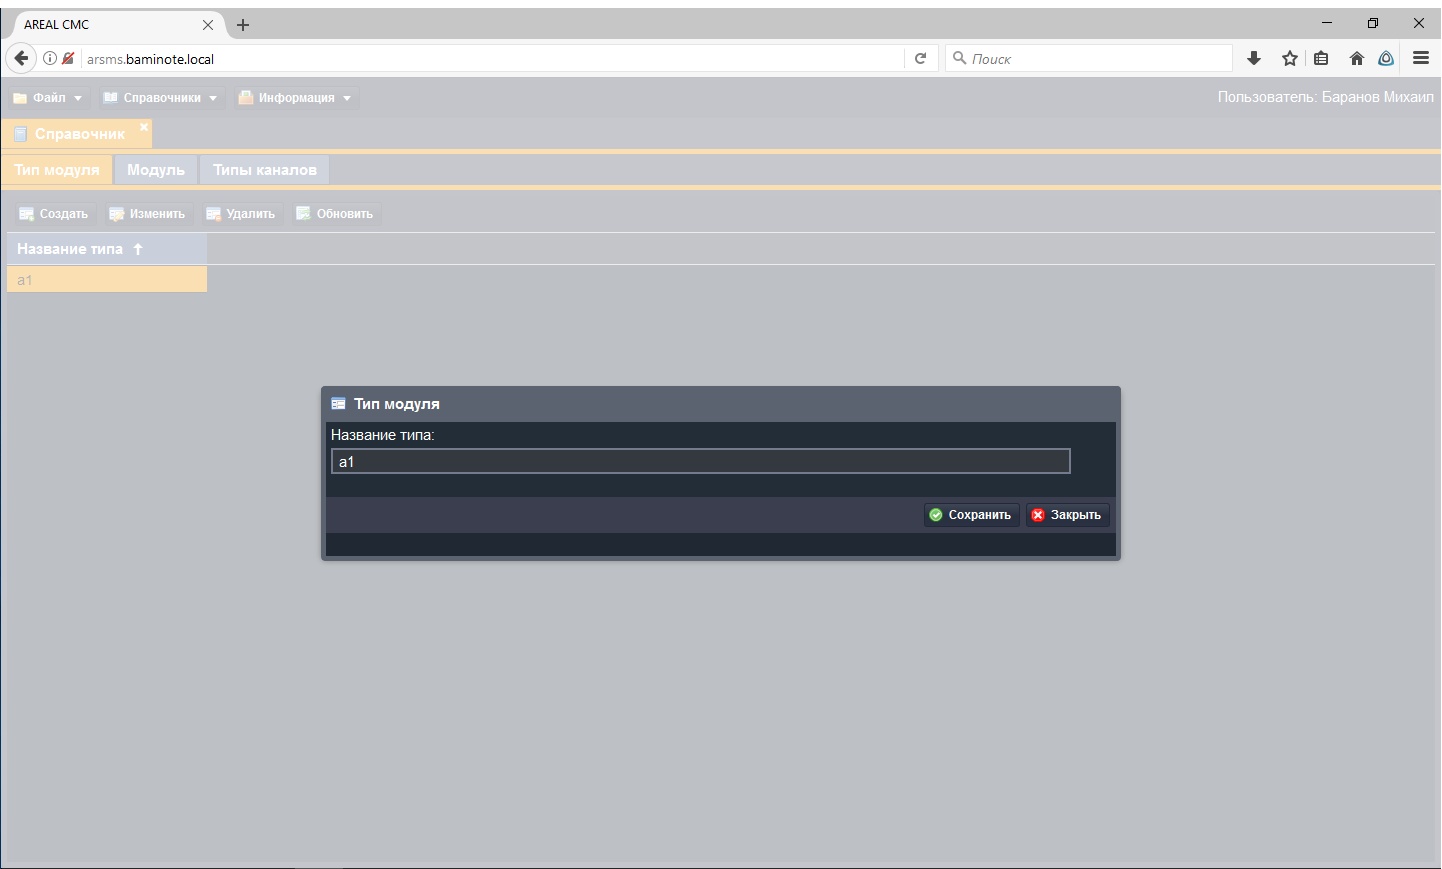 AREAL CMC
arsms.baminote.local
Поиск
Файл Справочники Информация Пользователь: Баранов Михаил
Справочник
Тип модуля Модуль Типы каналов
Создать Изменить Удалить Обновить
Название типа
a1
Тип модуля
Название типа:
a1
Сохранить Закрыть